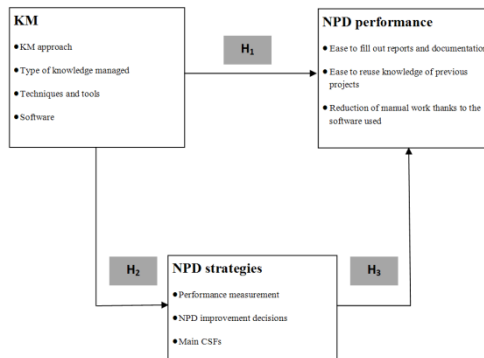 KM
●KM approach
●Type of knowledge managed
●Techniques and tools
●Software
H1
NPD performance
●Ease to fill out reports and documentation
●Ease to reuse knowledge of previous
projects
●Reduction of manual work thanks to the
software used
H2
NPD strategies
●Performance measurement
●NPD improvement decisions
●Main CSFs
H3